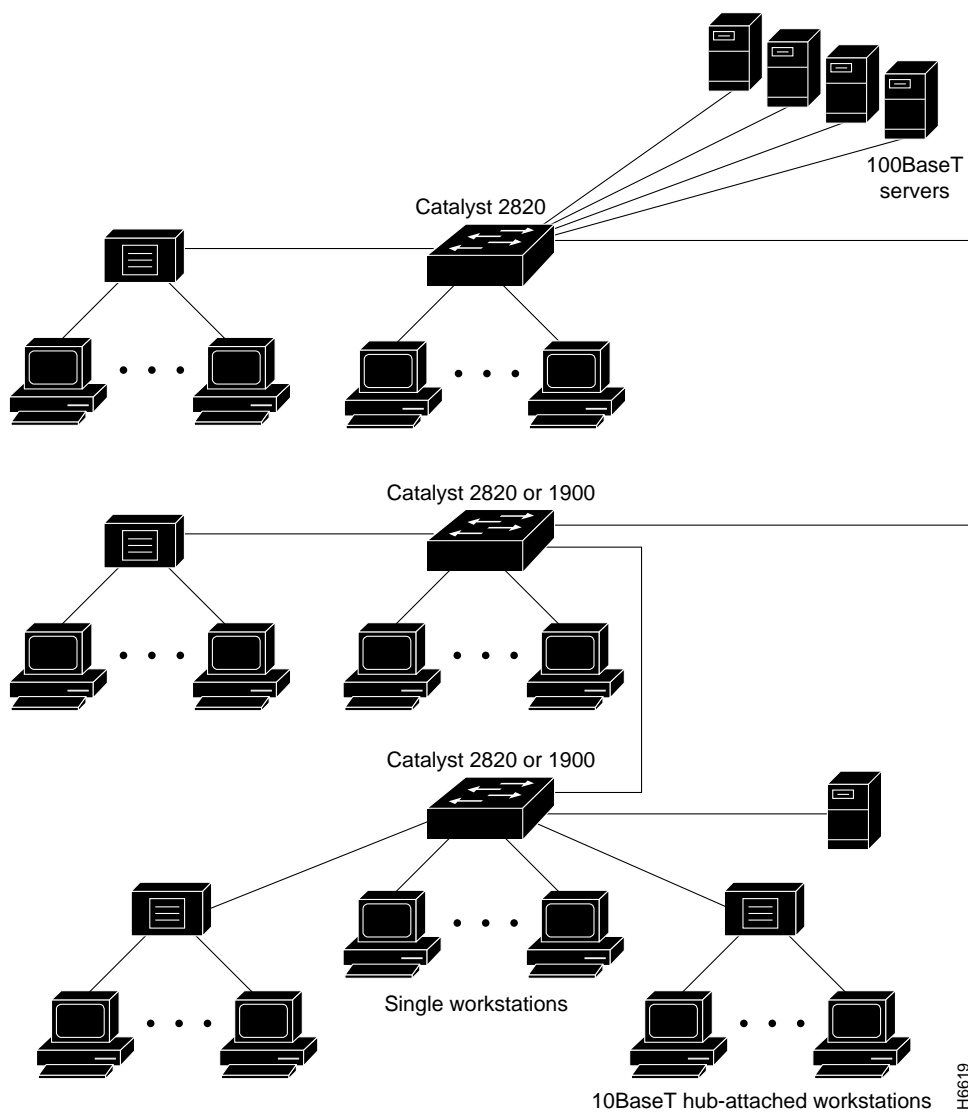 100BaseT
servers
Catalyst 2820
Catalyst 2820 or 1900
Catalyst 2820 or 1900
Single workstations
10BaseT hub-attached workstations
H6619